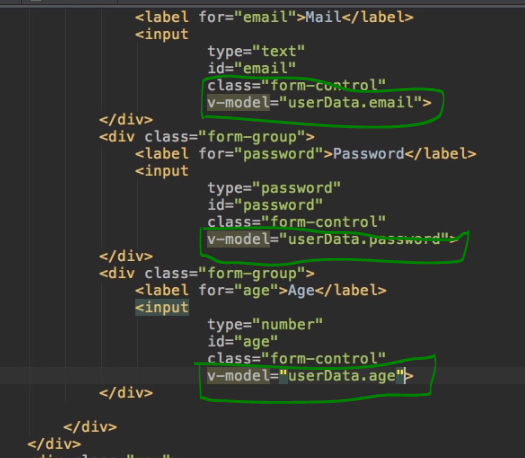 <label for="email">Mail</label>
<input
type="text"
id="email"
class="form-control"
v-model="userData.email">
</div>
<div class="form-group">
<label for="password">Password</label>
<input
type="password"
id="password"
class="form-control"
v-model="userData.password">
</div>
<div class="form-group">
<label for="age">Age</label>
<input
type="number"
id="age"
class="form-control"
v-model="userData.age">
</div>
</div>
</div>